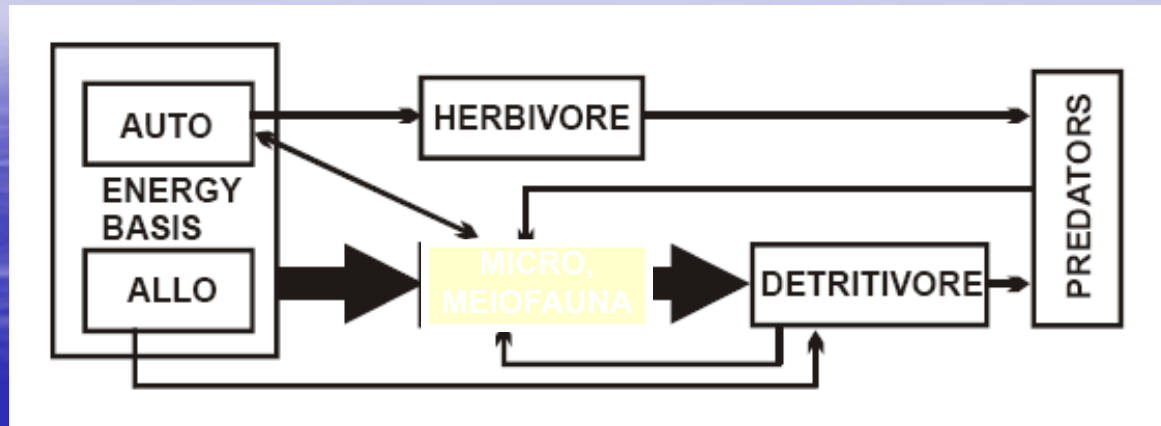 AUTO
ENERGY
BASIS
ALLO
HERBIVORE
MICRO,
MEIOFAUNA
DETRITIVORE
PREDATORS